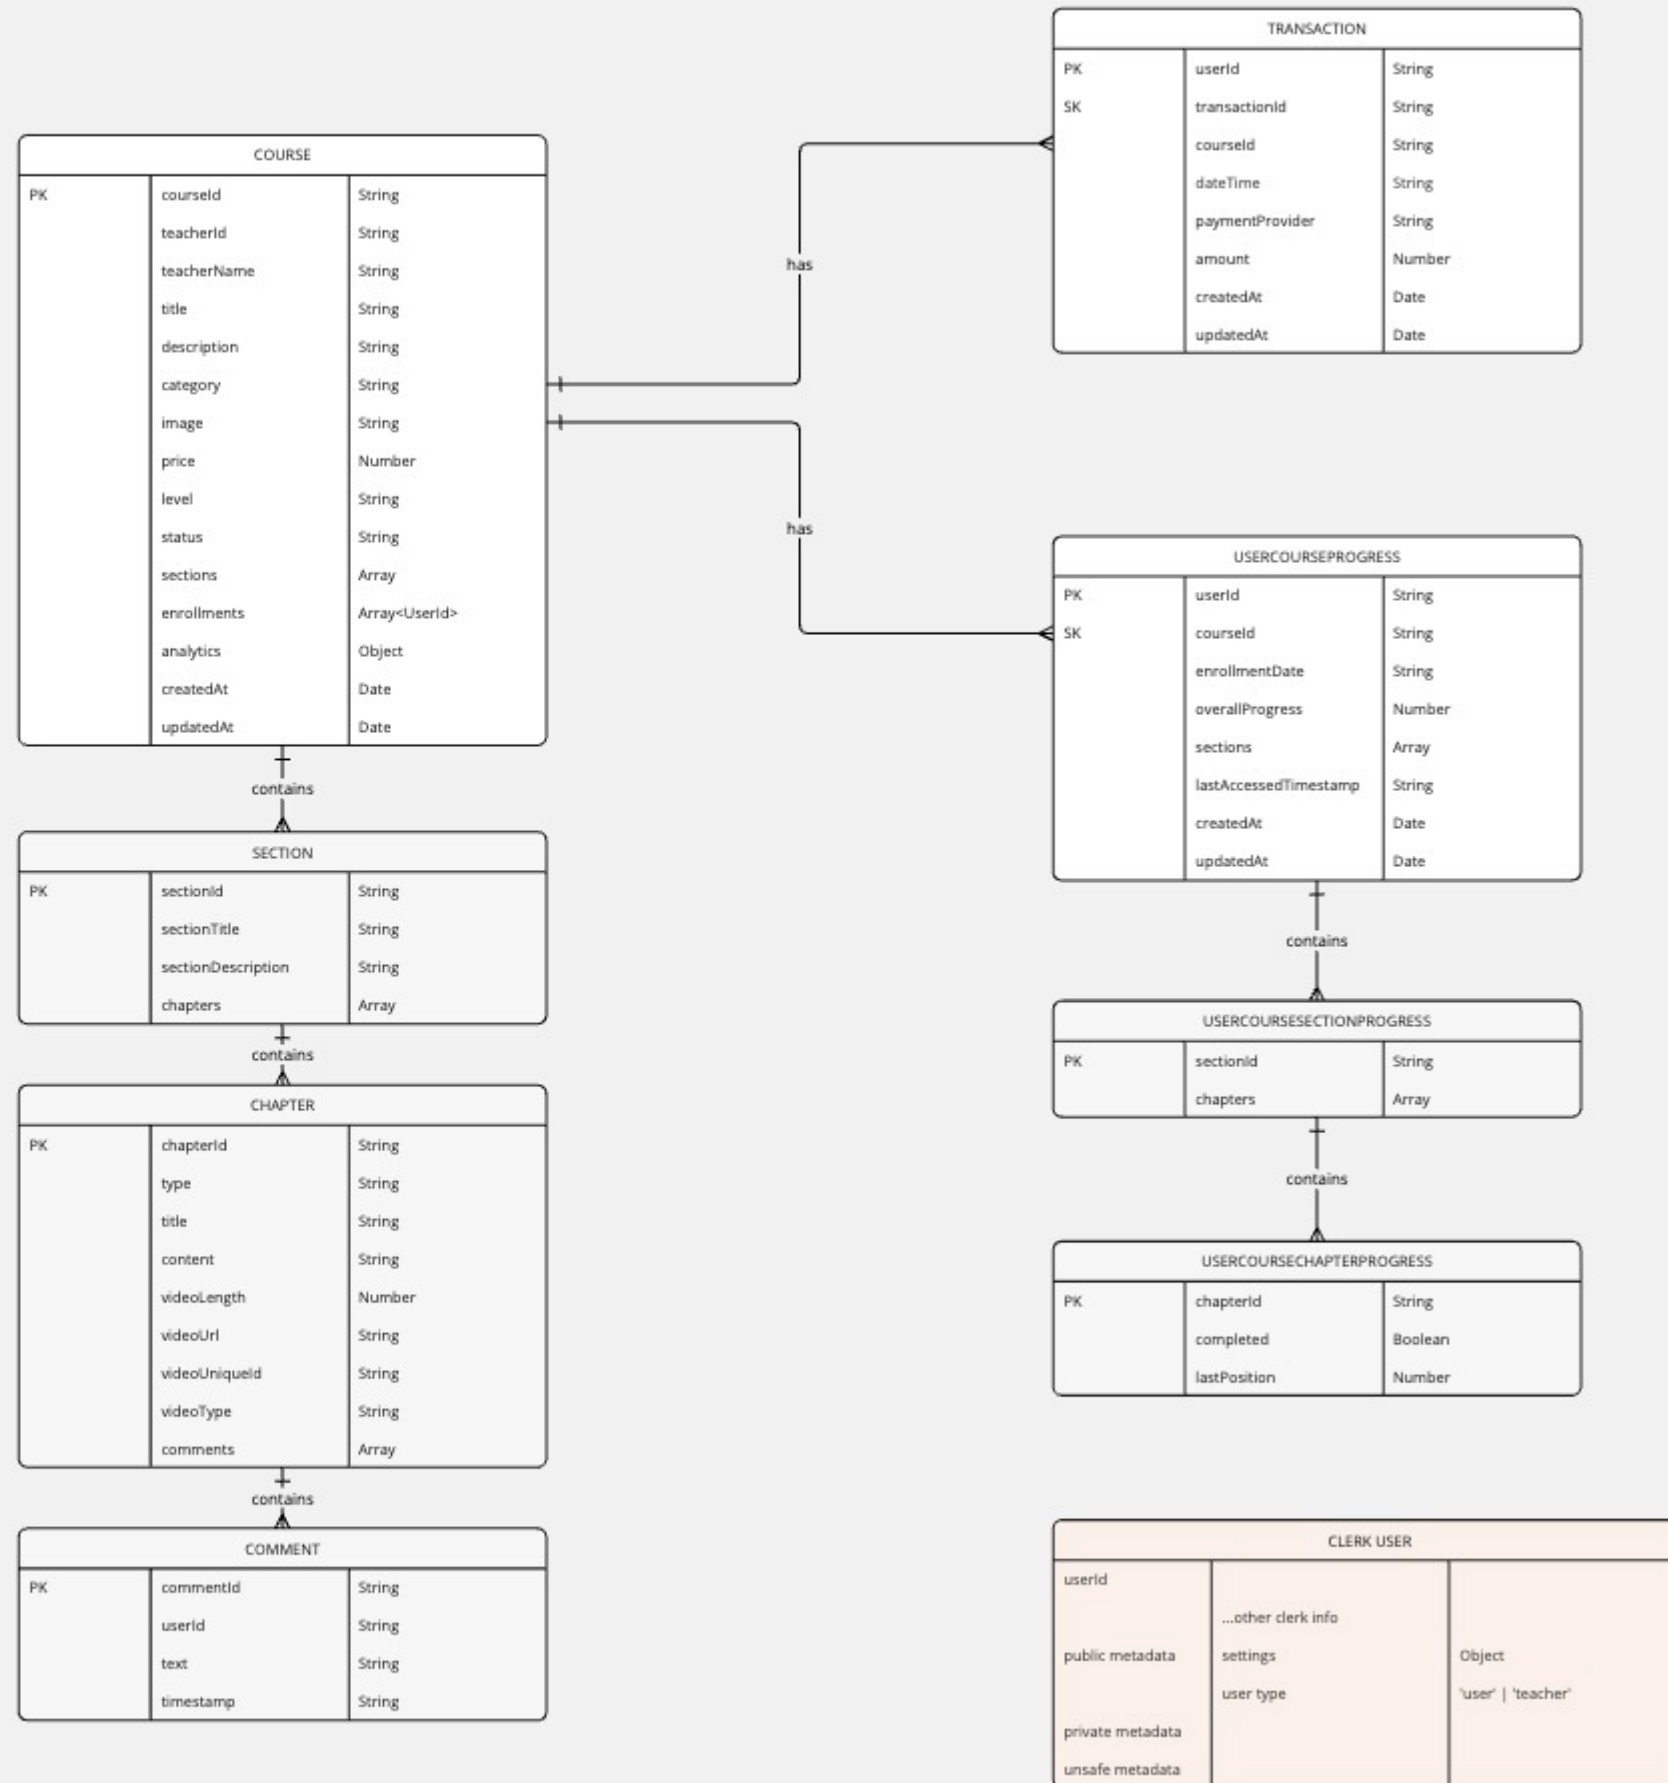 COURSE
PK courseId String
teacherId String
teacherName String
title String
description String
category String
image String
price Number
level String
status String
sections Array
enrollments Array<UserId>
analytics Object
createdAt Date
updatedAt Date
contains
SECTION
PK sectionId String
sectionTitle String
sectionDescription String
chapters Array
contains
CHAPTER
PK chapterId String
type String
title String
content String
videoLength Number
videoUrl String
videoUniqueId String
videoType String
comments Array
contains
COMMENT
PK commentId String
userId String
text String
timestamp String
has
has
TRANSACTION
PK userId String
SK transactionId String
courseId String
dateTime String
paymentProvider String
amount Number
createdAt Date
updatedAt Date
USERCOURSEPROGRESS
PK userId String
SK courseId String
enrollmentDate String
overallProgress Number
sections Array
lastAccessedTimestamp String
createdAt Date
updatedAt Date
contains
USERCOURSESECTIONPROGRESS
PK sectionId String
chapters Array
contains
USERCOURSECHAPTERPROGRESS
PK chapterId String
completed Boolean
lastPosition Number
CLERK USER
userId
...other clerk info
public metadata settings Object
user type 'user' | 'teacher'
private metadata
unsafe metadata